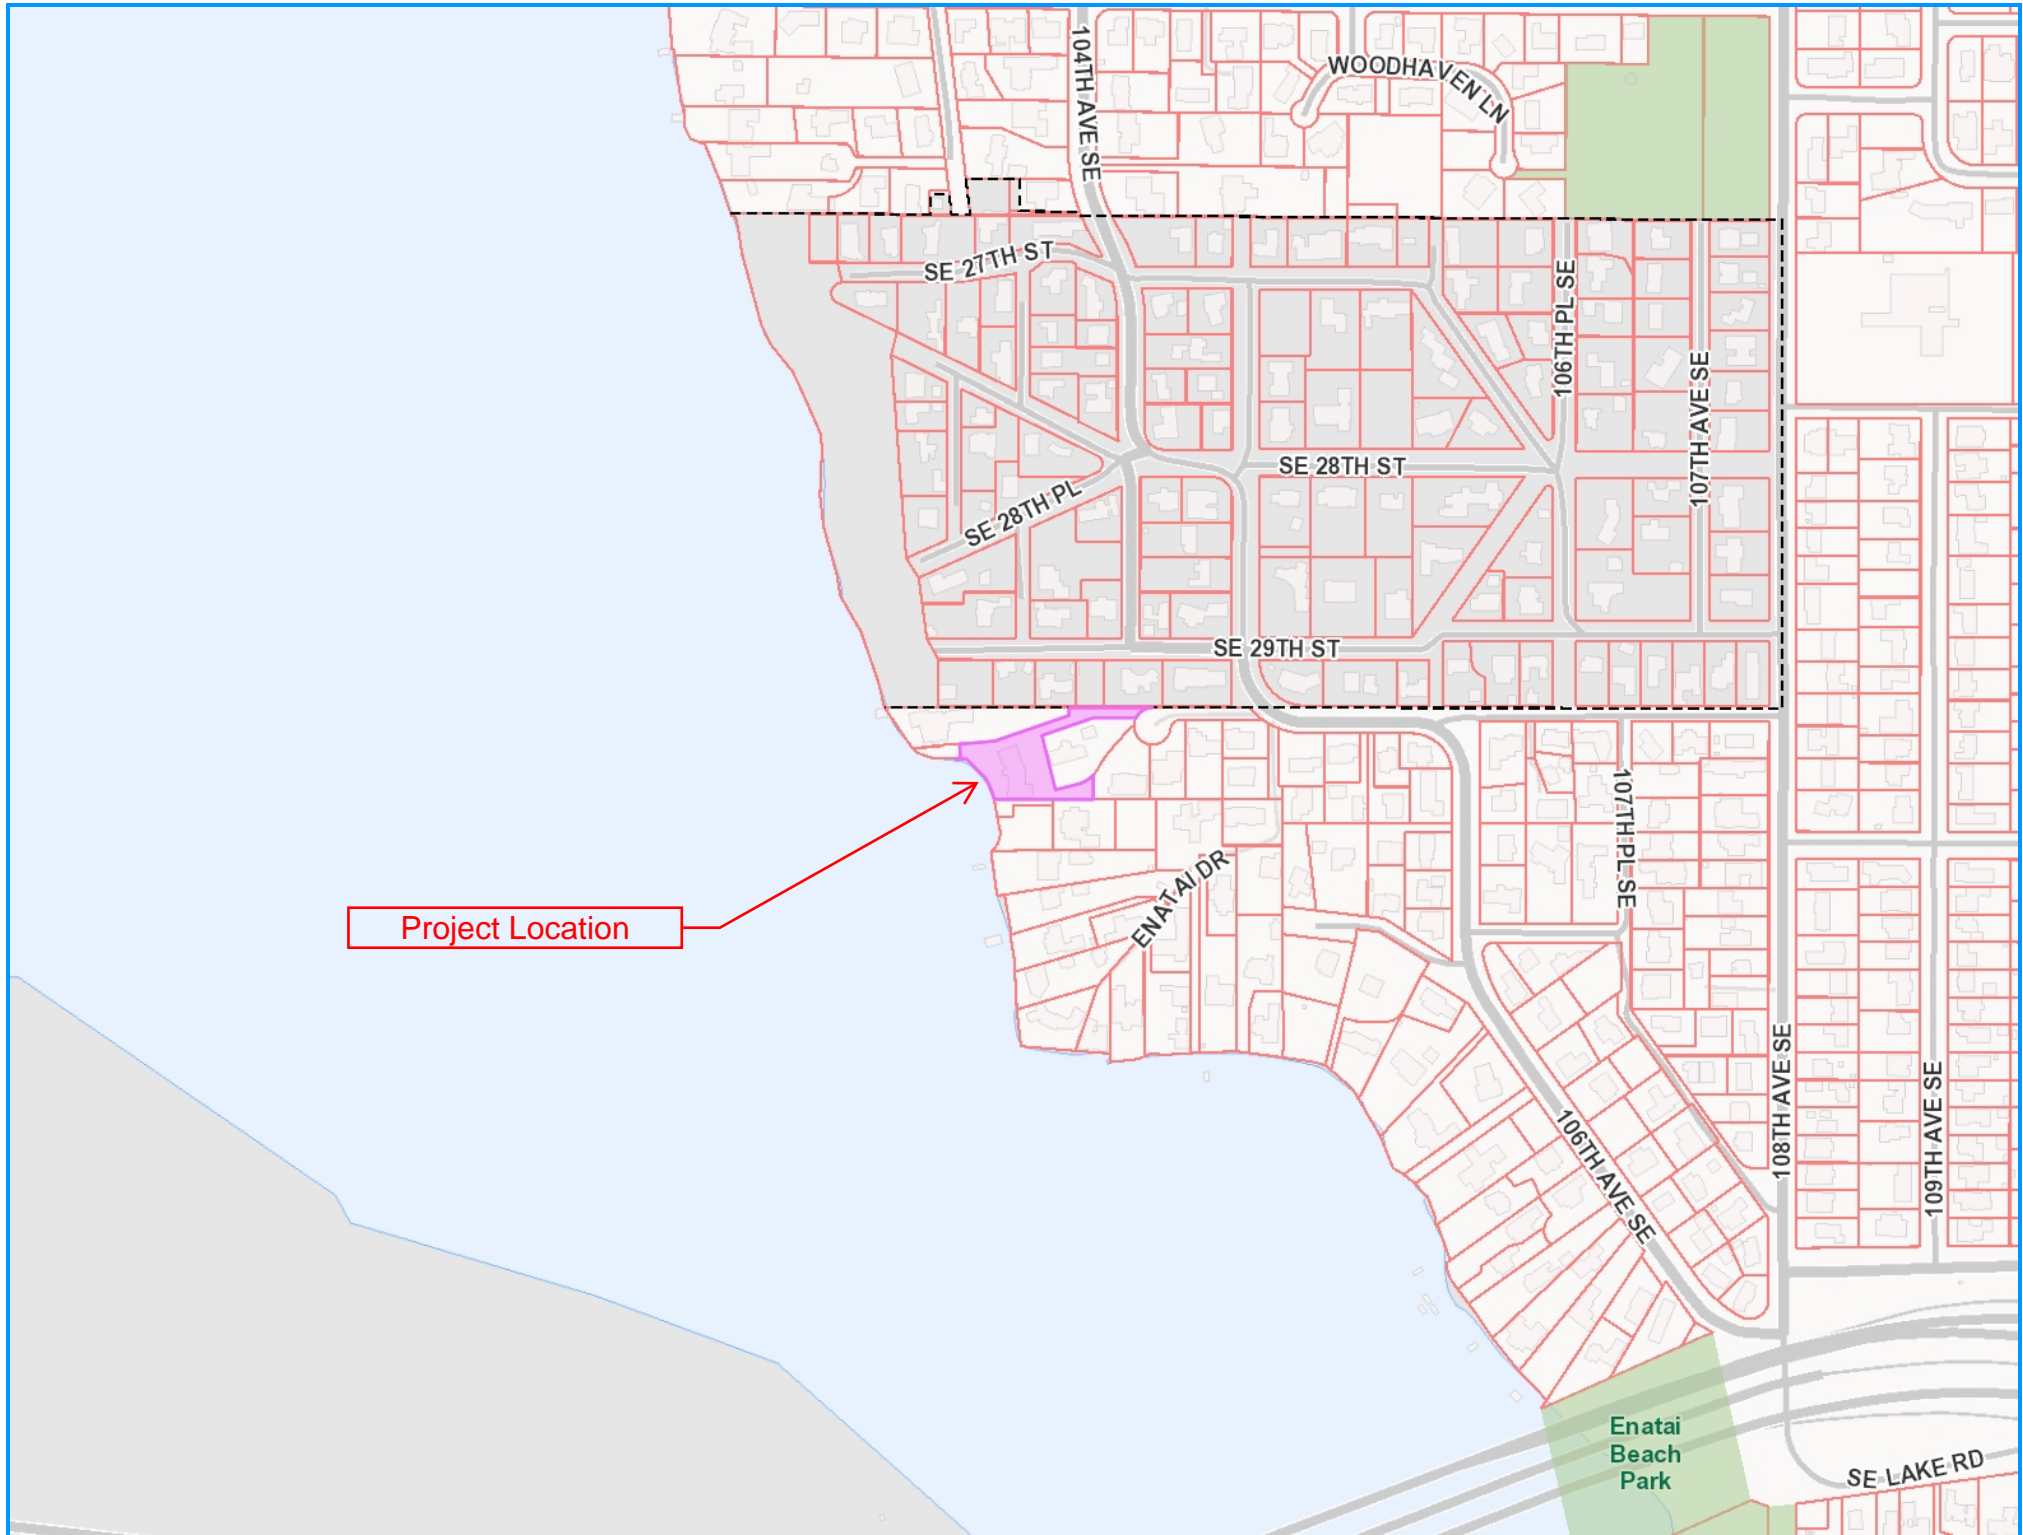 104TH AVE SE
WOODHAVEN LN
SE 27TH ST
106TH PL SE
107TH AVE SE
SE 28TH ST
SE 28TH PL
SE 29TH ST
107TH PL SE
ENATAI DR
Project Location
108TH AVE SE
109TH AVE SE
106TH AVE SE
Enatai
Beach
Park
SE LAKE RD